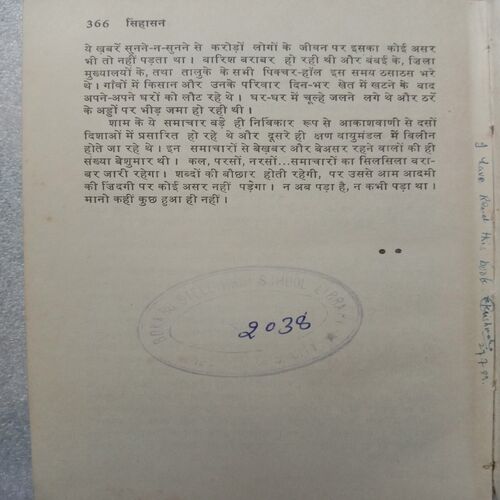 366 सिंहासन
ये ख़बरें सुनने-न-सुनने से करोड़ों लोगों के जीवन पर इसका कोई असर
भी तो नहीं पड़ता था। बारिश बराबर हो रही थी और बंबई के, ज़िला
मुख्यालयों के, तथा तालुके के सभी पिक्चर-हॉल इस समय ठसाठस भरे
थे। गाँवों में किसान और उनके परिवार दिन-भर खेत में खटने के बाद
अपने-अपने घरों को लौट रहे थे। घर-घर में चूल्हे जलने लगे थे और ठर्रे
के अड्डों पर भीड़ जमा हो रही थी।
शाम के ये समाचार बड़े ही निर्विकार रूप से आकाशवाणी से दसों
दिशाओं में प्रसारित हो रहे थे और दूसरे ही क्षण वायुमंडल में विलीन
होते जा रहे थे। इन समाचारों से बेख़बर और बेअसर रहने वालों की ही
संख्या बेशुमार थी। कल, परसों, नरसों...समाचारों का सिलसिला बरा-
बर जारी रहेगा। शब्दों की बौछार होती रहेगी, पर उससे आम आदमी
की ज़िंदगी पर कोई असर नहीं पड़ेगा। न अब पड़ा है, न कभी पड़ा था।
मानो कहीं कुछ हुआ ही नहीं।
SCHOOL LIBRARY
2038
I have Read this book